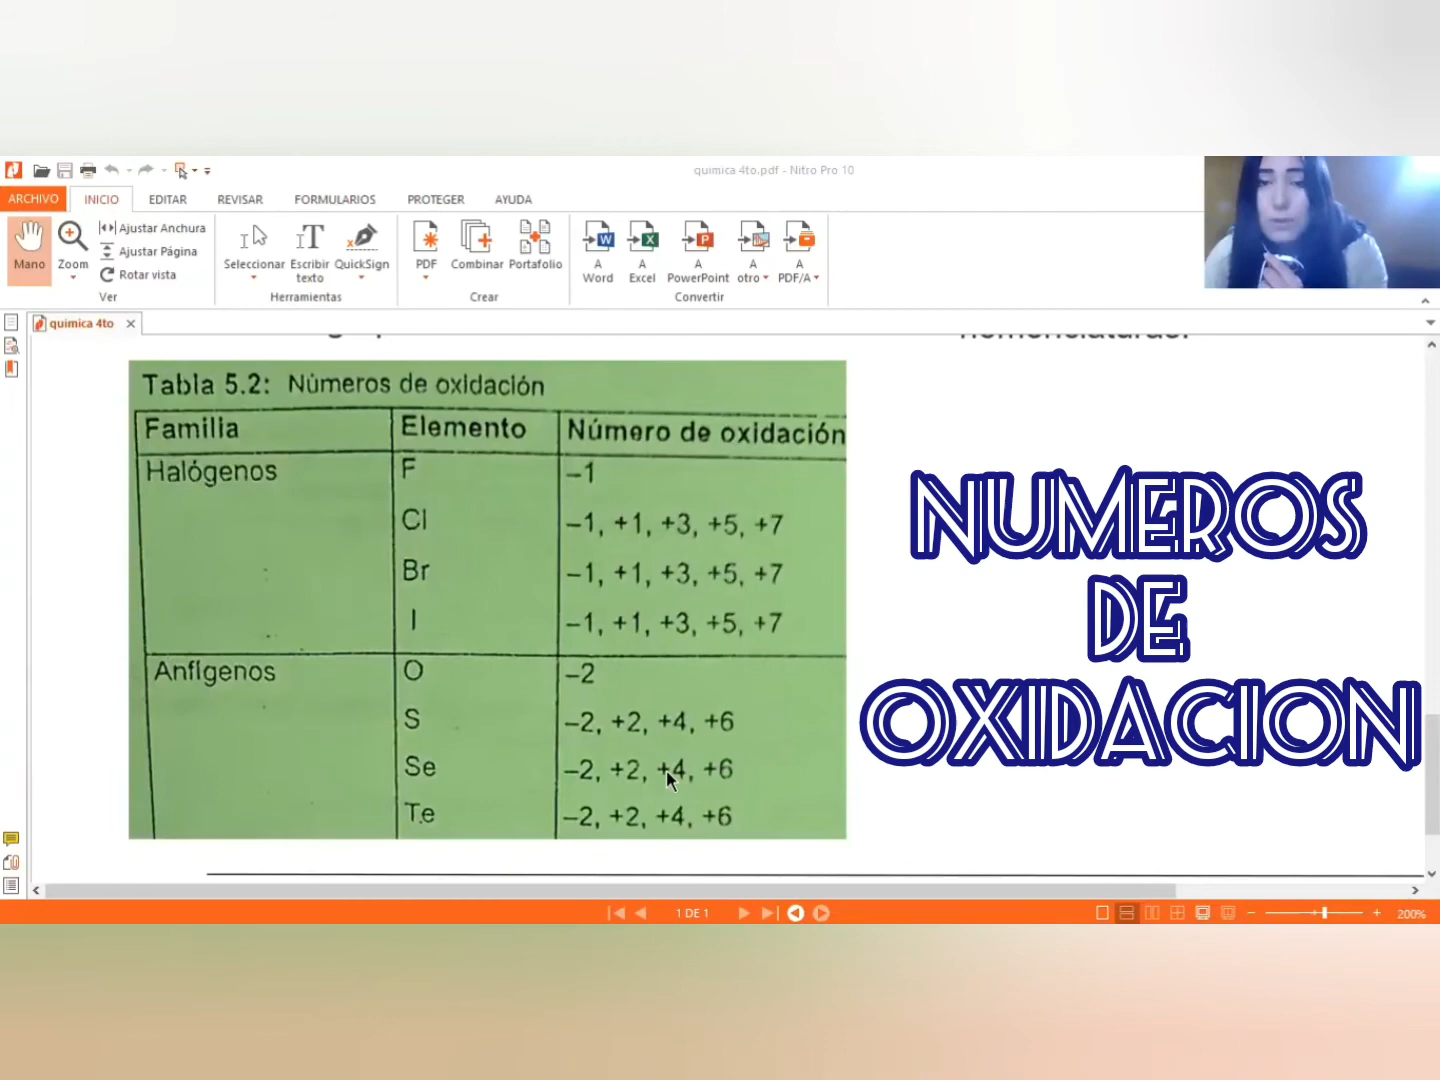 quimica 4to.pdf - Nitro Pro 10
ARCHIVO INICIO EDITAR REVISAR FORMULARIOS PROTEGER AYUDA
Mano
Zoom
Ajustar Anchura
Ajustar Página
Rotar vista
Ver
Seleccionar
Escribir texto
QuickSign
Herramientas
PDF
Combinar
Portafolio
Crear
A Word
A Excel
A PowerPoint
A otro
A PDF/A
Convertir
quimica 4to
Tabla 5.2: Números de oxidación
Familia Elemento Número de oxidación
Halógenos F –1
Cl –1, +1, +3, +5, +7
Br –1, +1, +3, +5, +7
I –1, +1, +3, +5, +7
Anfígenos O –2
S –2, +2, +4, +6
Se –2, +2, +4, +6
Te –2, +2, +4, +6
NUMEROS
DE
OXIDACION
1 DE 1
200%